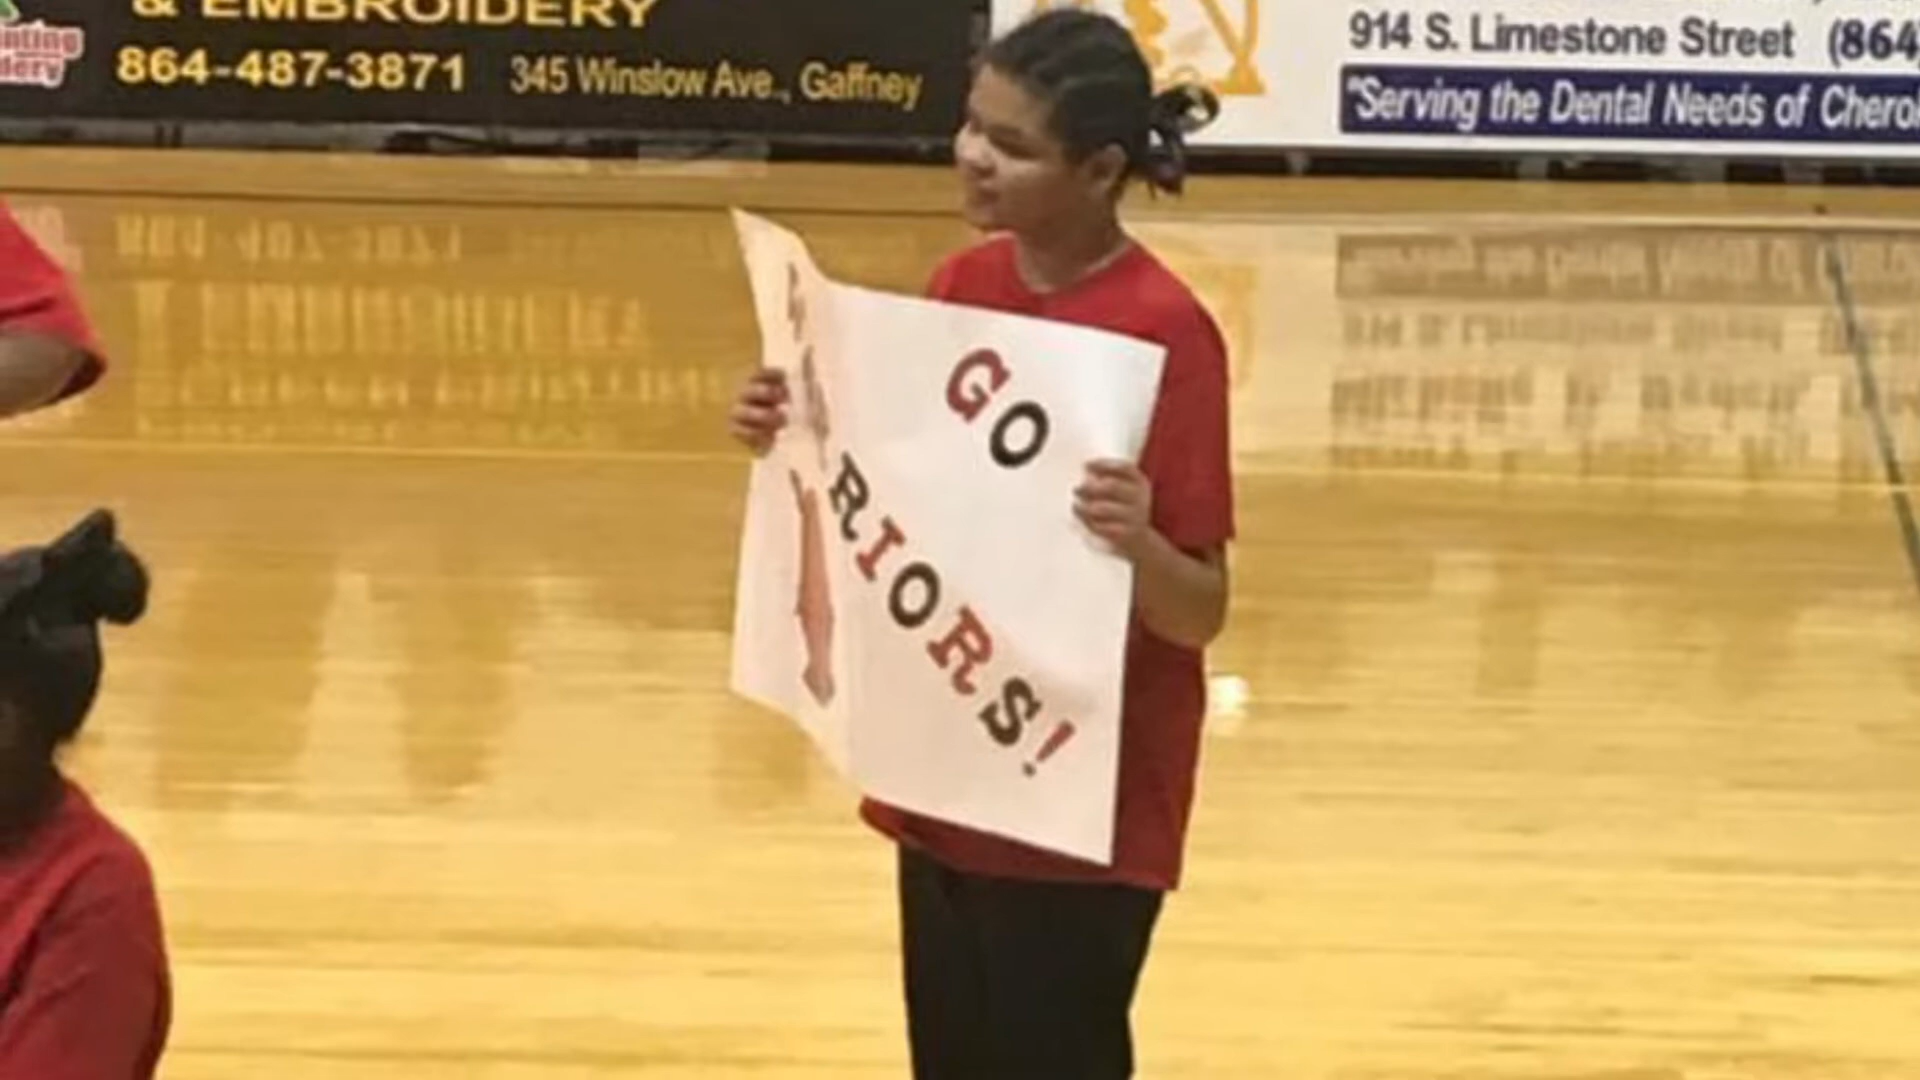 & EMBROIDERY
864-487-3871 345 Winslow Ave., Gaffney
914 S. Limestone Street (864)
"Serving the Dental Needs of Chero
GO
RIORS!